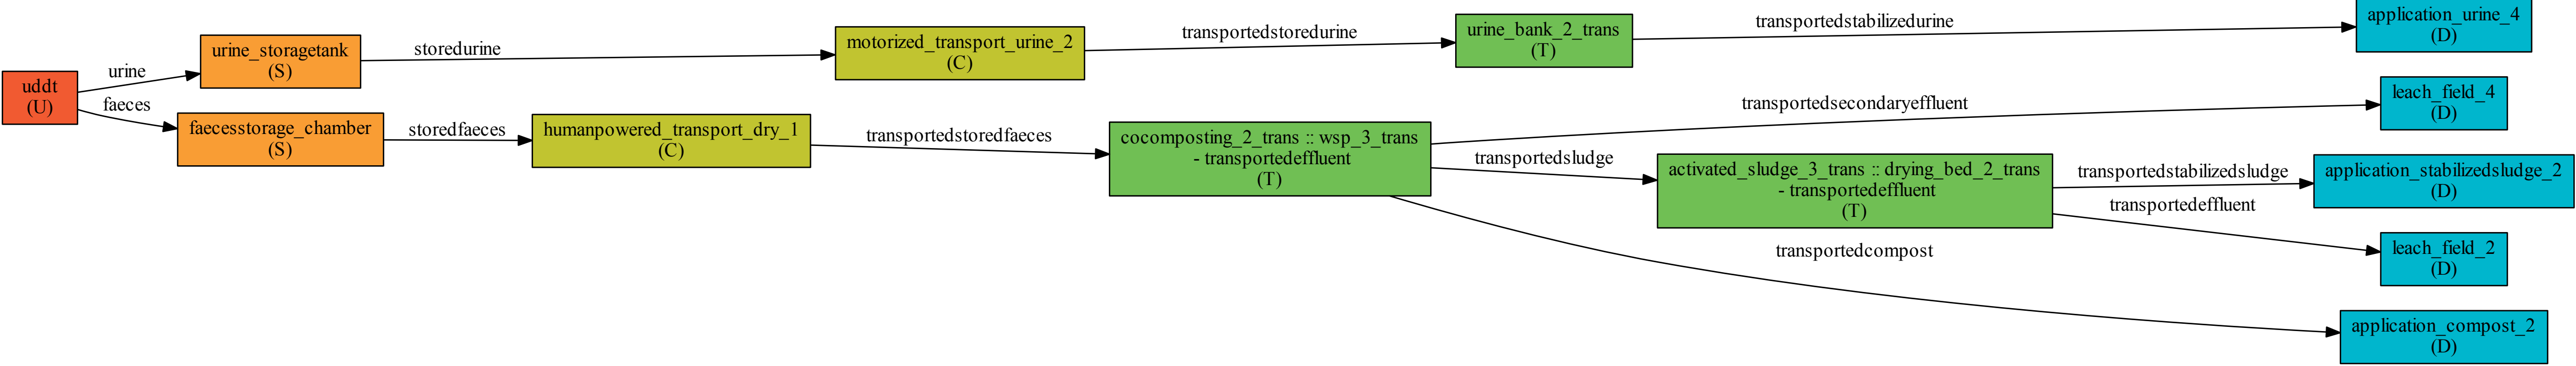 uddt
(U)
urine
faeces
urine_storagetank
(S)
faecesstorage_chamber
(S)
storedurine
storedfaeces
motorized_transport_urine_2
(C)
humanpowered_transport_dry_1
(C)
transportedstoredurine
transportedstoredfaeces
urine_bank_2_trans
(T)
cocomposting_2_trans :: wsp_3_trans
- transportedeffluent
(T)
transportedstabilizedurine
transportedsecondaryeffluent
transportedsludge
transportedcompost
activated_sludge_3_trans :: drying_bed_2_trans
- transportedeffluent
(T)
transportedstabilizedsludge
transportedeffluent
application_urine_4
(D)
leach_field_4
(D)
application_stabilizedsludge_2
(D)
leach_field_2
(D)
application_compost_2
(D)